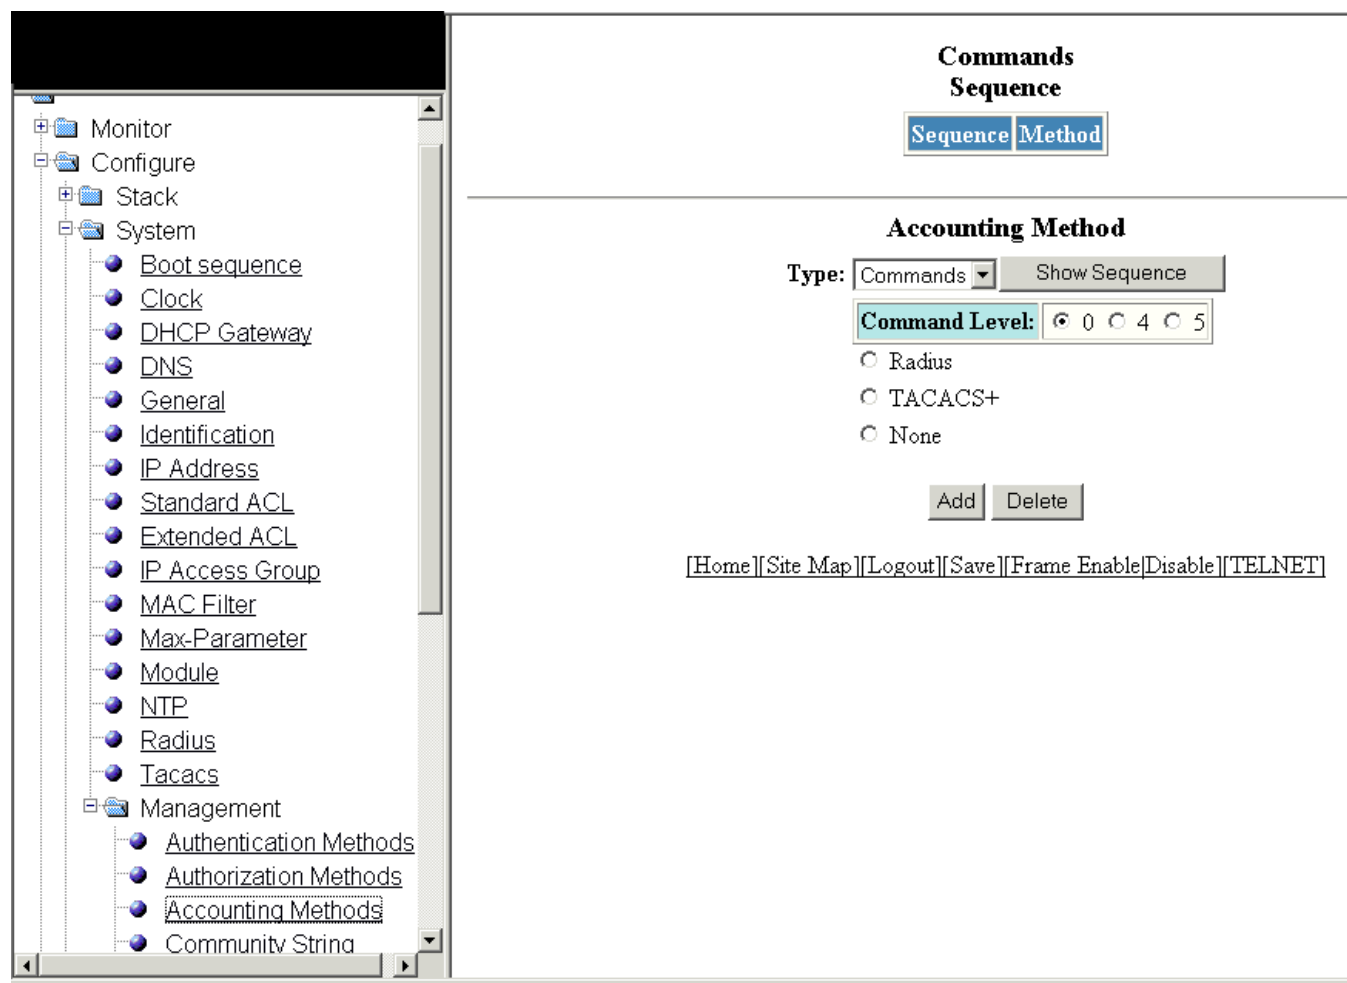 Monitor
Configure
Stack
System
Boot sequence
Clock
DHCP Gateway
DNS
General
Identification
IP Address
Standard ACL
Extended ACL
IP Access Group
MAC Filter
Max-Parameter
Module
NTP
Radius
Tacacs
Management
Authentication Methods
Authorization Methods
Accounting Methods
Community String
Commands
Sequence
Sequence Method
Accounting Method
Type: Commands Show Sequence
Command Level: 0 4 5
Radius
TACACS+
None
Add Delete
[Home][Site Map][Logout][Save][Frame Enable|Disable][TELNET]